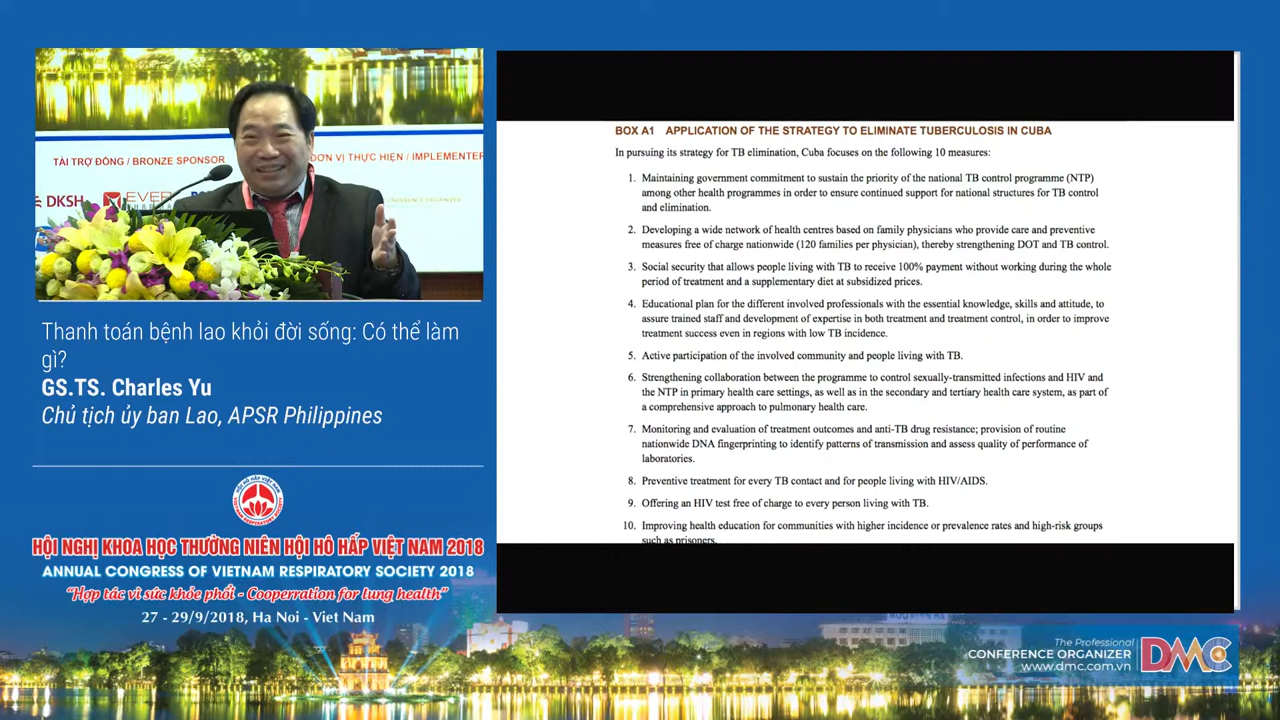 TÀI TRỢ ĐỒNG / BRONZE SPONSOR
ĐƠN VỊ THỰC HIỆN / IMPLEMENTER
DKSH
EVER
Thanh toán bệnh lao khỏi đời sống: Có thể làm
gì?
GS.TS. Charles Yu
Chủ tịch ủy ban Lao, APSR Philippines
HỘI HÔ HẤP VIỆT NAM
VIETNAM RESPIRATORY SOCIETY
HỘI NGHỊ KHOA HỌC THƯỜNG NIÊN HỘI HÔ HẤP VIỆT NAM 2018
ANNUAL CONGRESS OF VIETNAM RESPIRATORY SOCIETY 2018
“Hợp tác vì sức khỏe phổi - Cooperration for lung health”
27 - 29/9/2018, Ha Noi - Viet Nam
BOX A1 APPLICATION OF THE STRATEGY TO ELIMINATE TUBERCULOSIS IN CUBA
In pursuing its strategy for TB elimination, Cuba focuses on the following 10 measures:
1. Maintaining government commitment to sustain the priority of the national TB control programme (NTP)
among other health programmes in order to ensure continued support for national structures for TB control
and elimination.
2. Developing a wide network of health centres based on family physicians who provide care and preventive
measures free of charge nationwide (120 families per physician), thereby strengthening DOT and TB control.
3. Social security that allows people living with TB to receive 100% payment without working during the whole
period of treatment and a supplementary diet at subsidized prices.
4. Educational plan for the different involved professionals with the essential knowledge, skills and attitude, to
assure trained staff and development of expertise in both treatment and treatment control, in order to improve
treatment success even in regions with low TB incidence.
5. Active participation of the involved community and people living with TB.
6. Strengthening collaboration between the programme to control sexually-transmitted infections and HIV and
the NTP in primary health care settings, as well as in the secondary and tertiary health care system, as part of
a comprehensive approach to pulmonary health care.
7. Monitoring and evaluation of treatment outcomes and anti-TB drug resistance; provision of routine
nationwide DNA fingerprinting to identify patterns of transmission and assess quality of performance of
laboratories.
8. Preventive treatment for every TB contact and for people living with HIV/AIDS.
9. Offering an HIV test free of charge to every person living with TB.
10. Improving health education for communities with higher incidence or prevalence rates and high-risk groups
such as prisoners.
The Professional
CONFERENCE ORGANIZER
www.dmc.com.vn
DMC